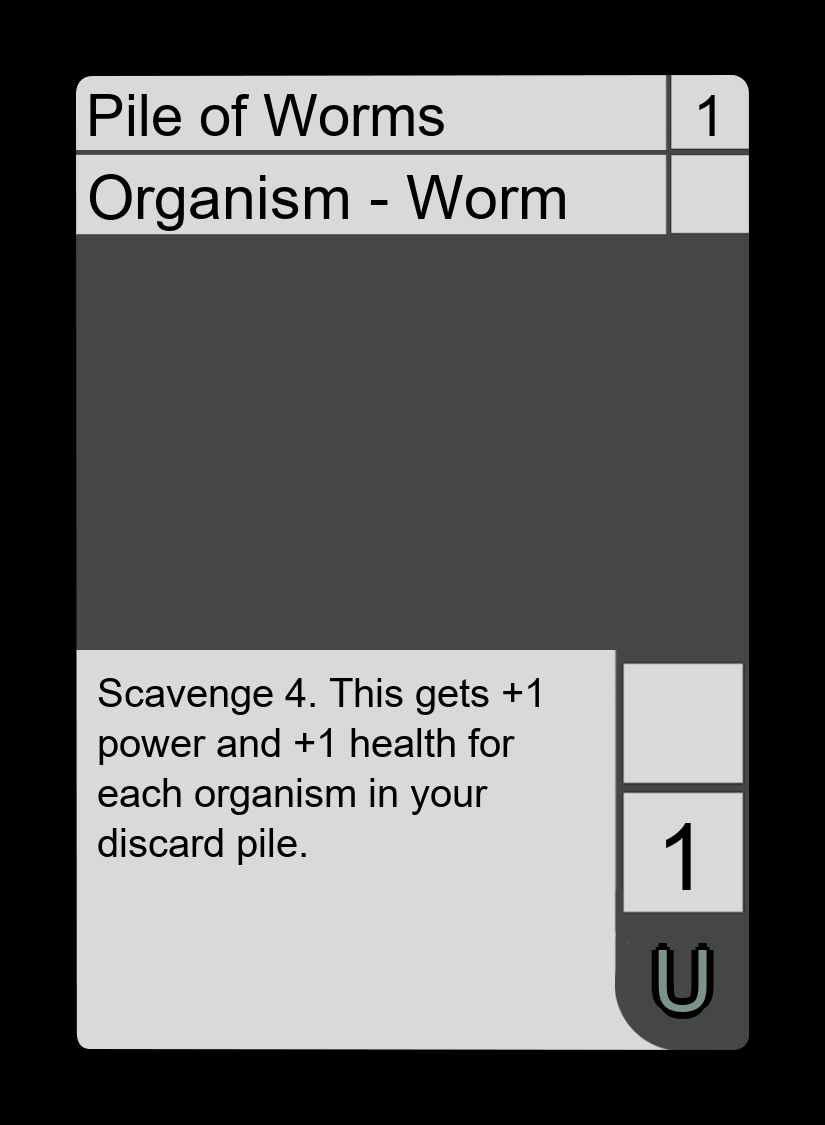 Pile of Worms 1
Organism - Worm
Scavenge 4. This gets +1
power and +1 health for
each organism in your
discard pile.
1
U